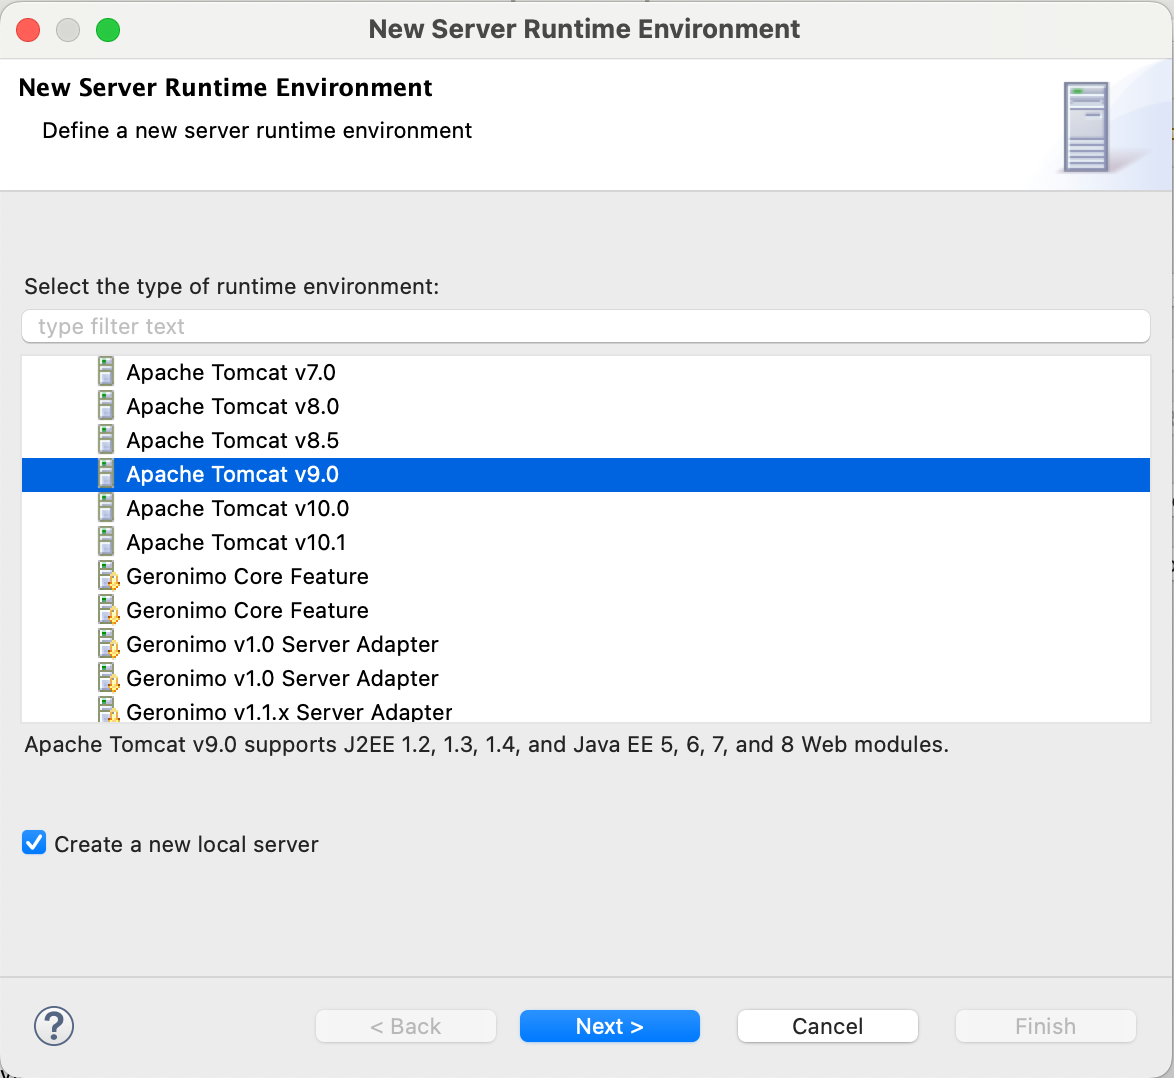 New Server Runtime Environment
New Server Runtime Environment
Define a new server runtime environment
Select the type of runtime environment:
type filter text
Apache Tomcat v7.0
Apache Tomcat v8.0
Apache Tomcat v8.5
Apache Tomcat v9.0
Apache Tomcat v10.0
Apache Tomcat v10.1
Geronimo Core Feature
Geronimo Core Feature
Geronimo v1.0 Server Adapter
Geronimo v1.0 Server Adapter
Geronimo v1.1.x Server Adapter
Apache Tomcat v9.0 supports J2EE 1.2, 1.3, 1.4, and Java EE 5, 6, 7, and 8 Web modules.
Create a new local server
?
< Back
Next >
Cancel
Finish